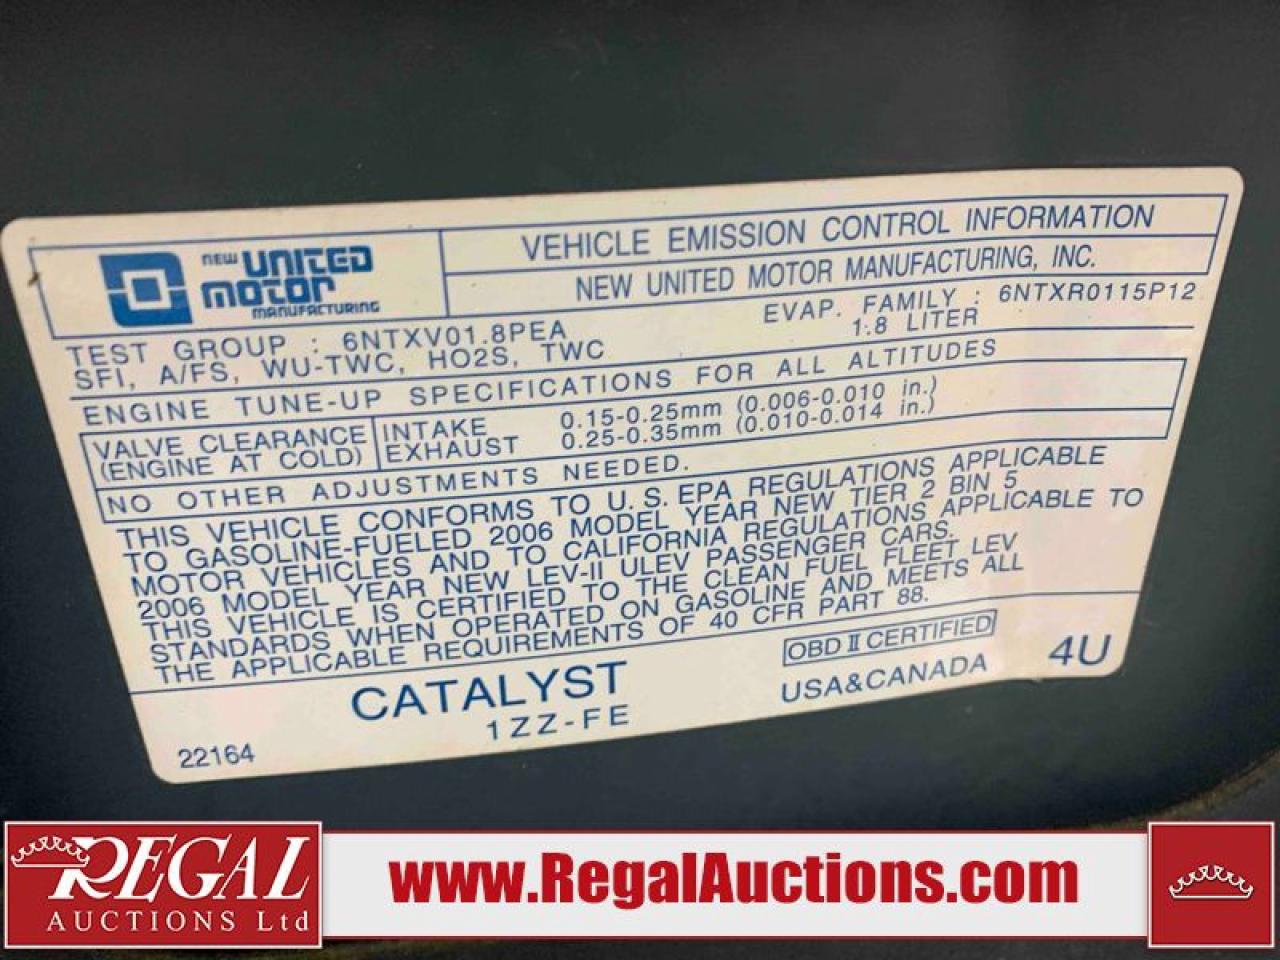 NEW UNITED MOTOR MANUFACTURING
VEHICLE EMISSION CONTROL INFORMATION
NEW UNITED MOTOR MANUFACTURING, INC.
TEST GROUP : 6NTXV01.8PEA EVAP. FAMILY : 6NTXR0115P12
SFI, A/FS, WU-TWC, HO2S, TWC 1.8 LITER
ENGINE TUNE-UP SPECIFICATIONS FOR ALL ALTITUDES
VALVE CLEARANCE INTAKE 0.15-0.25mm (0.006-0.010 in.)
(ENGINE AT COLD) EXHAUST 0.25-0.35mm (0.010-0.014 in.)
NO OTHER ADJUSTMENTS NEEDED.
THIS VEHICLE CONFORMS TO U.S. EPA REGULATIONS APPLICABLE
TO GASOLINE-FUELED 2006 MODEL YEAR NEW TIER 2 BIN 5
MOTOR VEHICLES AND TO CALIFORNIA REGULATIONS APPLICABLE TO
2006 MODEL YEAR NEW LEV-II ULEV PASSENGER CARS.
THIS VEHICLE IS CERTIFIED TO THE CLEAN FUEL FLEET LEV
STANDARDS WHEN OPERATED ON GASOLINE AND MEETS ALL
THE APPLICABLE REQUIREMENTS OF 40 CFR PART 88.
OBD II CERTIFIED
CATALYST USA&CANADA 4U
1ZZ-FE
22164
REGAL
AUCTIONS Ltd
www.RegalAuctions.com